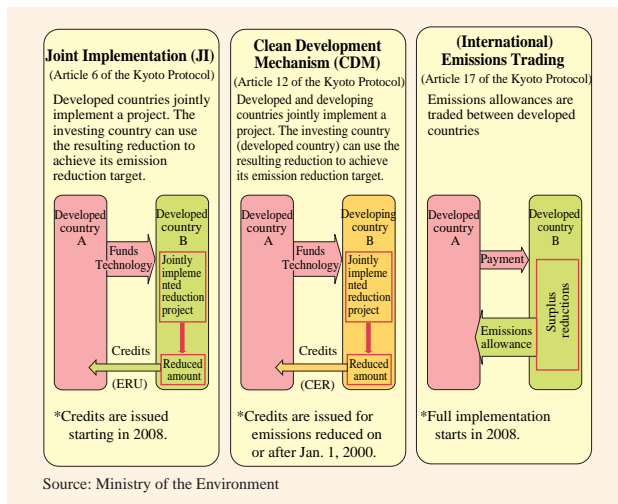 Joint Implementation (JI)
(Article 6 of the Kyoto Protocol)
Developed countries jointly
implement a project. The
investing country can use
the resulting reduction to
achieve its emission
reduction target.
Developed
country
A
Funds
Technology
Developed
country
B
Jointly
impleme
nted
reduction
project
Credits
(ERU)
Reduced
amount
*Credits are issued
starting in 2008.
Clean Development
Mechanism (CDM)
(Article 12 of the Kyoto Protocol)
Developed and developing
countries jointly implement a
project. The investing country
(developed country) can use the
resulting reduction to achieve
its emission reduction target.
Developed
country
A
Funds
Technology
Developing
country
B
Jointly
impleme
nted
reduction
project
Credits
(CER)
Reduced
amount
*Credits are issued for
emissions reduced on
or after Jan. 1, 2000.
(International)
Emissions Trading
(Article 17 of the Kyoto Protocol)
Emissions allowances are
traded between developed
countries
Developed
country
A
Payment
Developed
country
B
Surplus
reductions
Emissions
allowance
*Full implementation
starts in 2008.
Source: Ministry of the Environment